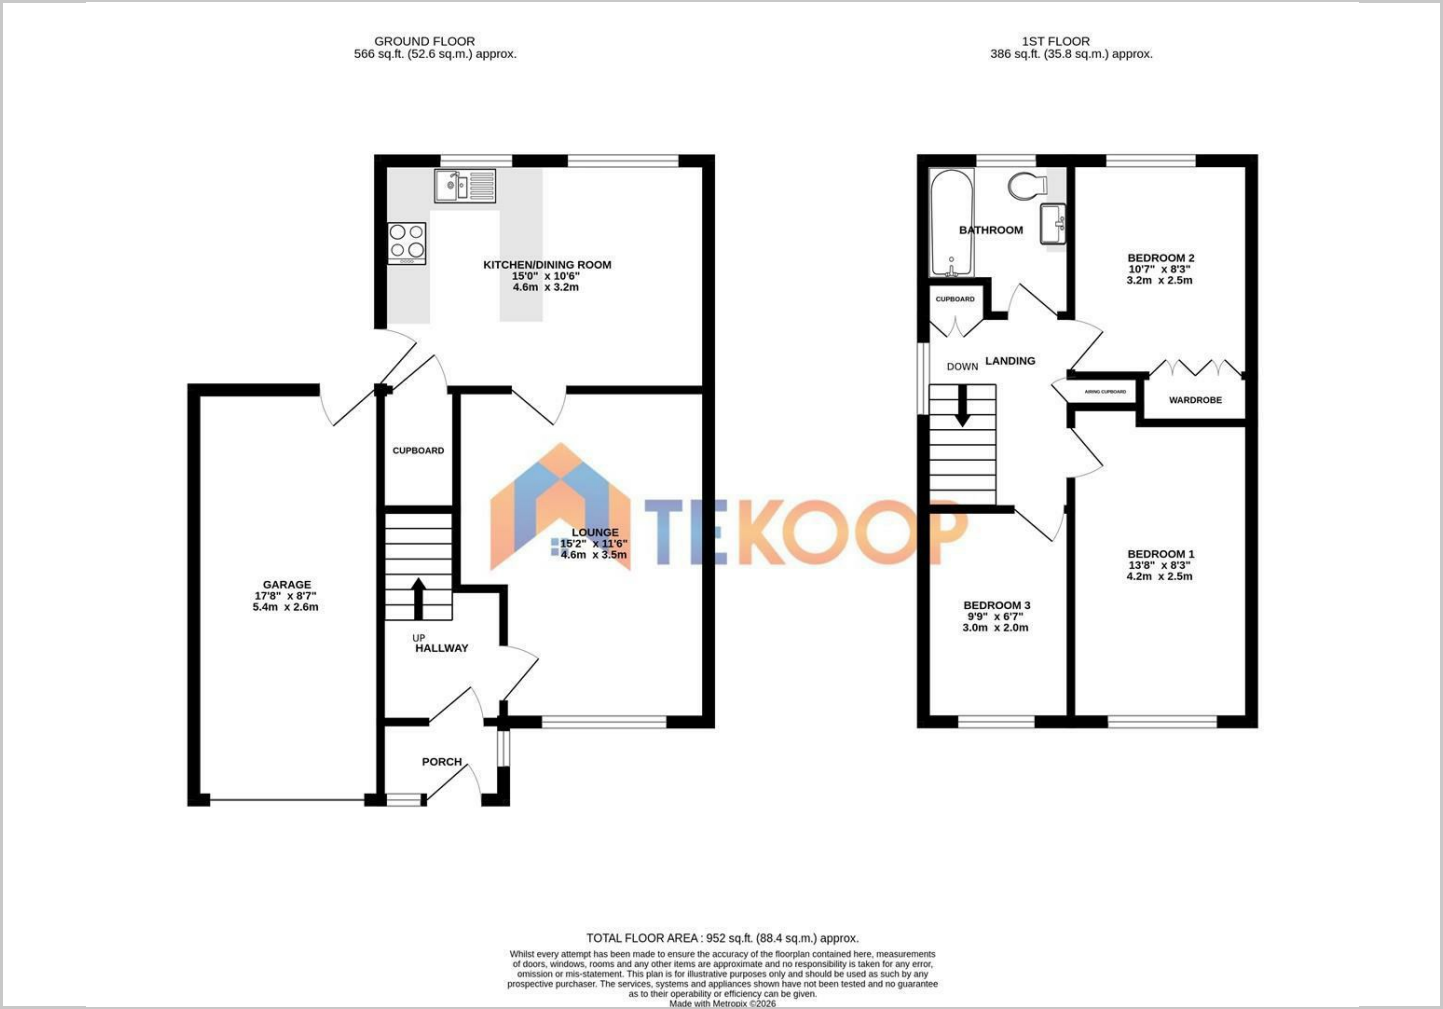 GROUND FLOOR
566 sq.ft. (52.6 sq.m.) approx.
1ST FLOOR
386 sq.ft. (35.8 sq.m.) approx.
KITCHEN/DINING ROOM
15'0" x 10'6"
4.6m x 3.2m
CUPBOARD
LOUNGE
15'2" x 11'6"
4.6m x 3.5m
GARAGE
17'8" x 8'7"
5.4m x 2.6m
UP
HALLWAY
PORCH
TEKOOP
BATHROOM
BEDROOM 2
10'7" x 8'3"
3.2m x 2.5m
CUPBOARD
DOWN
LANDING
AIRING CUPBOARD
WARDROBE
BEDROOM 1
13'8" x 8'3"
4.2m x 2.5m
BEDROOM 3
9'9" x 6'7"
3.0m x 2.0m
TOTAL FLOOR AREA : 952 sq.ft. (88.4 sq.m.) approx.
Whilst every attempt has been made to ensure the accuracy of the floorplan contained here, measurements
of doors, windows, rooms and any other items are approximate and no responsibility is taken for any error,
omission or mis-statement. This plan is for illustrative purposes only and should be used as such by any
prospective purchaser. The services, systems and appliances shown have not been tested and no guarantee
as to their operability or efficiency can be given.
Made with Metropix ©2026